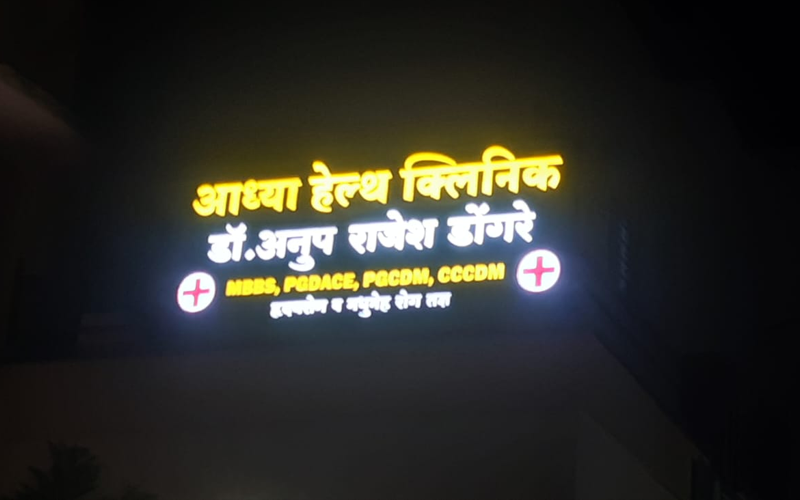 आध्या हेल्थ क्लिनिक
डॉ.अनुप राजेश डोंगरे
MBBS, PGDACE, PGCDM, CCCDM
हृदयरोग व मधुमेह रोग तज्ञ